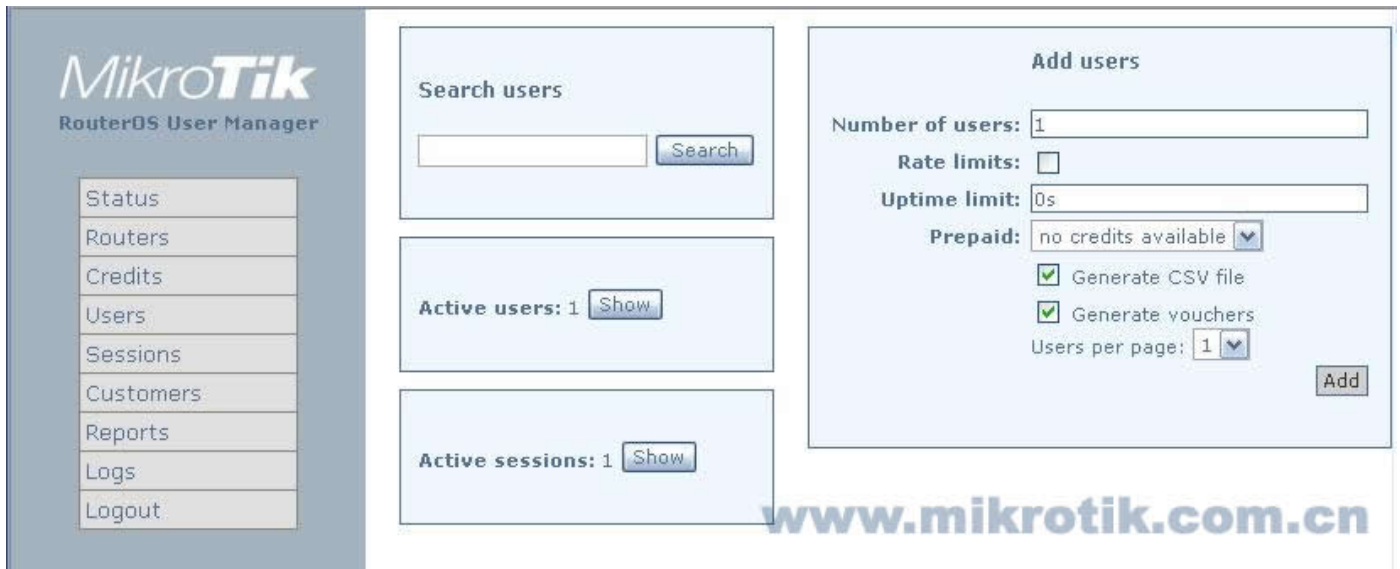 MikroTik
RouterOS User Manager
Status
Routers
Credits
Users
Sessions
Customers
Reports
Logs
Logout
Search users
Search
Active users: 1 Show
Active sessions: 1 Show
Add users
Number of users: 1
Rate limits:
Uptime limit: 0s
Prepaid: no credits available
Generate CSV file
Generate vouchers
Users per page: 1
Add
www.mikrotik.com.cn